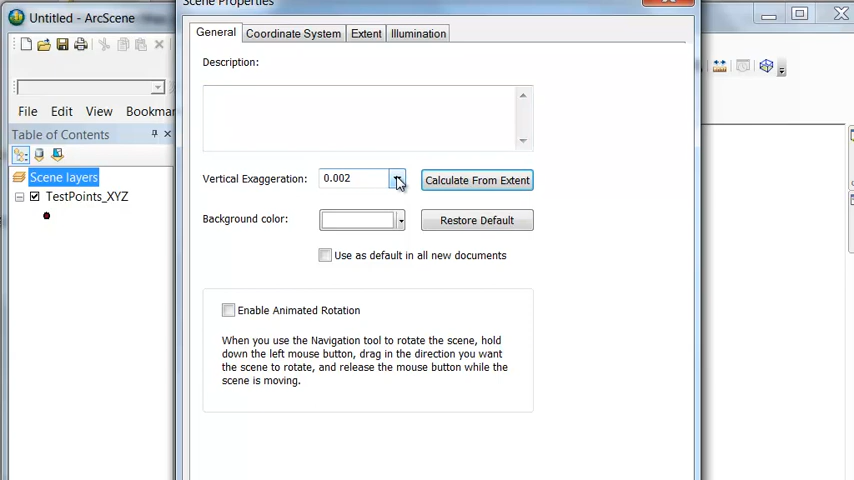 Untitled - ArcScene
Scene Properties
General Coordinate System Extent Illumination
Description:
File Edit View Bookmar
Table of Contents
Scene layers
TestPoints_XYZ
Vertical Exaggeration: 0.002 Calculate From Extent
Background color: Restore Default
Use as default in all new documents
Enable Animated Rotation
When you use the Navigation tool to rotate the scene, hold
down the left mouse button, drag in the direction you want
the scene to rotate, and release the mouse button while the
scene is moving.